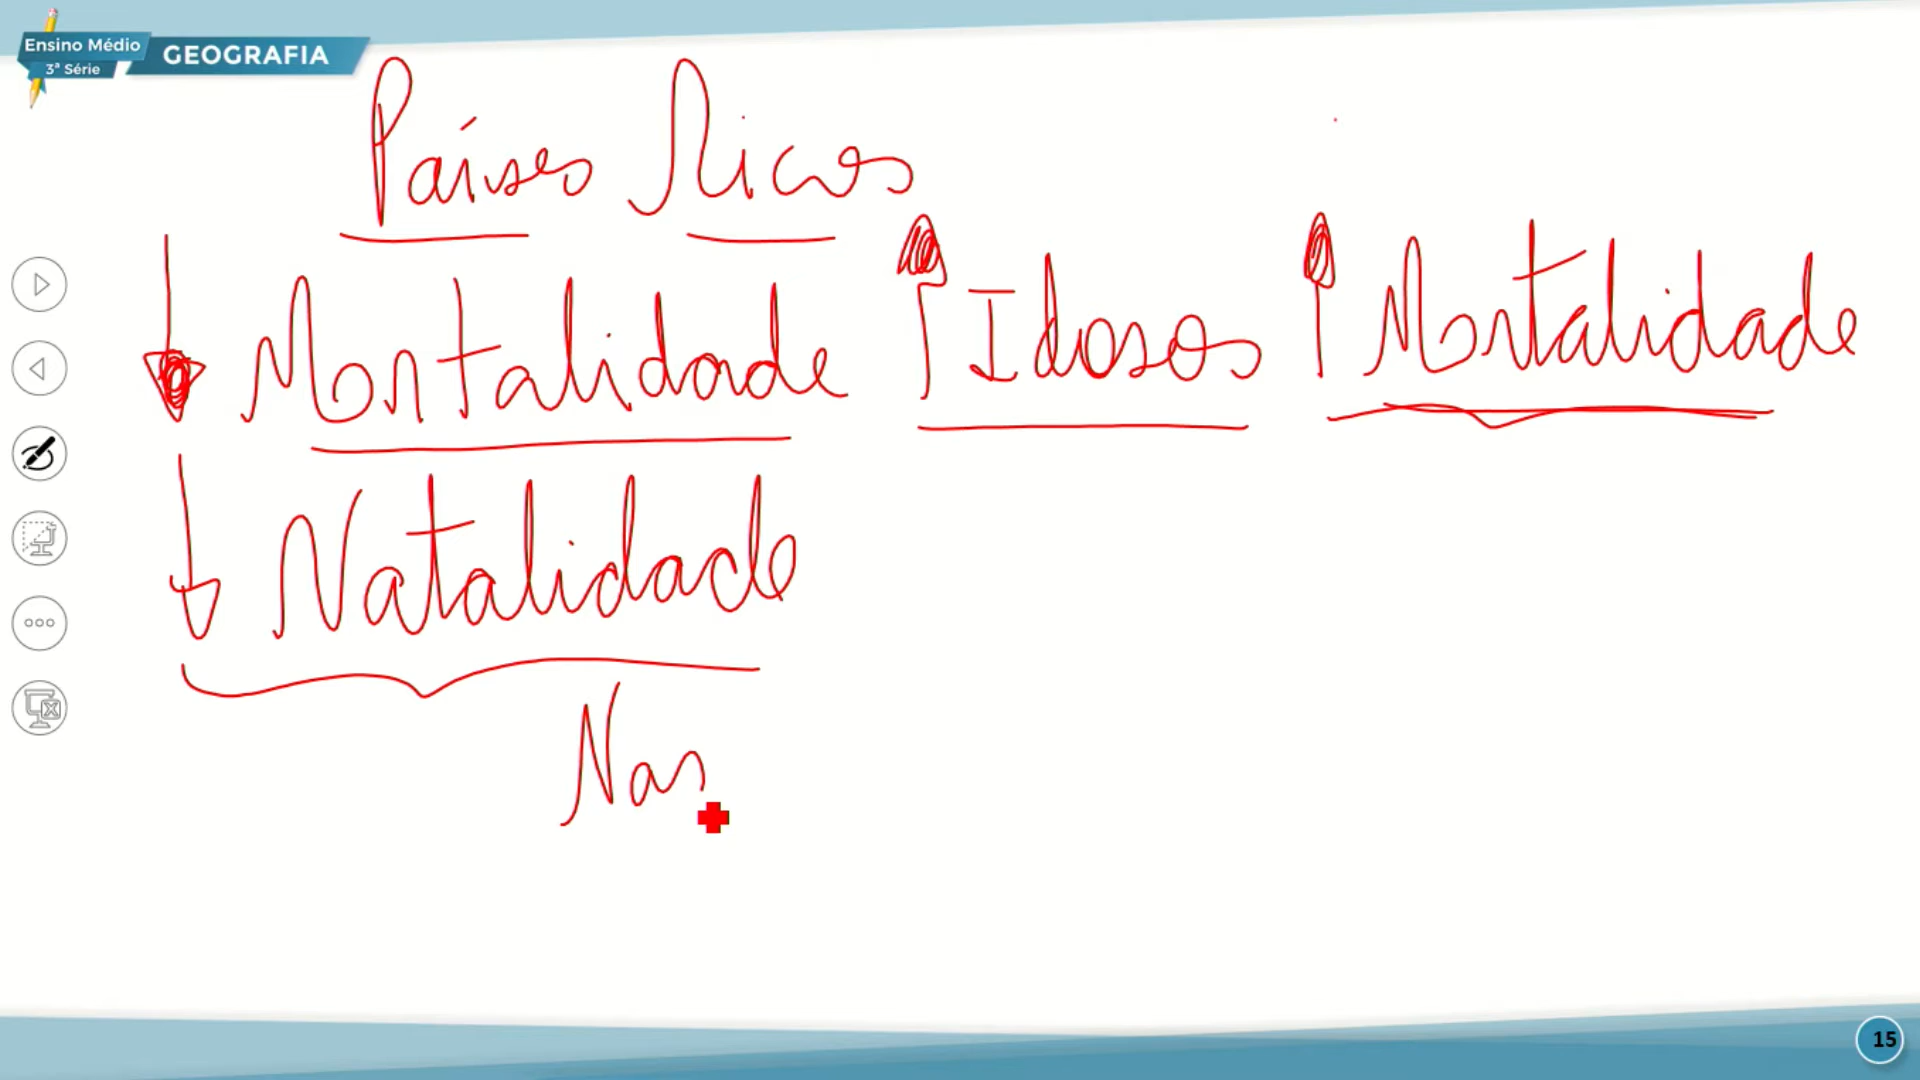 Ensino Médio
3ª Série
GEOGRAFIA
Países Ricos
↓ Mortalidade ↑ Idosos ↑ Mortalidade
↓ Natalidade
Nas
15